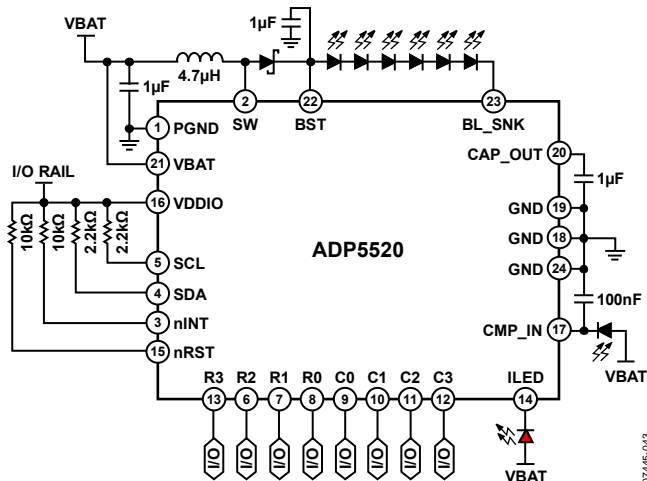 VBAT
1µF
4.7µH
1µF
2
SW
22
BST
23
BL_SNK
1
PGND
21
VBAT
I/O RAIL
16
VDDIO
10kΩ
10kΩ
2.2kΩ
2.2kΩ
5
SCL
4
SDA
3
nINT
15
nRST
ADP5520
CAP_OUT
20
1µF
GND
19
GND
18
GND
24
100nF
CMP_IN
17
VBAT
R3
R2
R1
R0
C0
C1
C2
C3
ILED
13
6
7
8
9
10
11
12
14
I/O
I/O
I/O
I/O
I/O
I/O
I/O
I/O
VBAT
07446-043